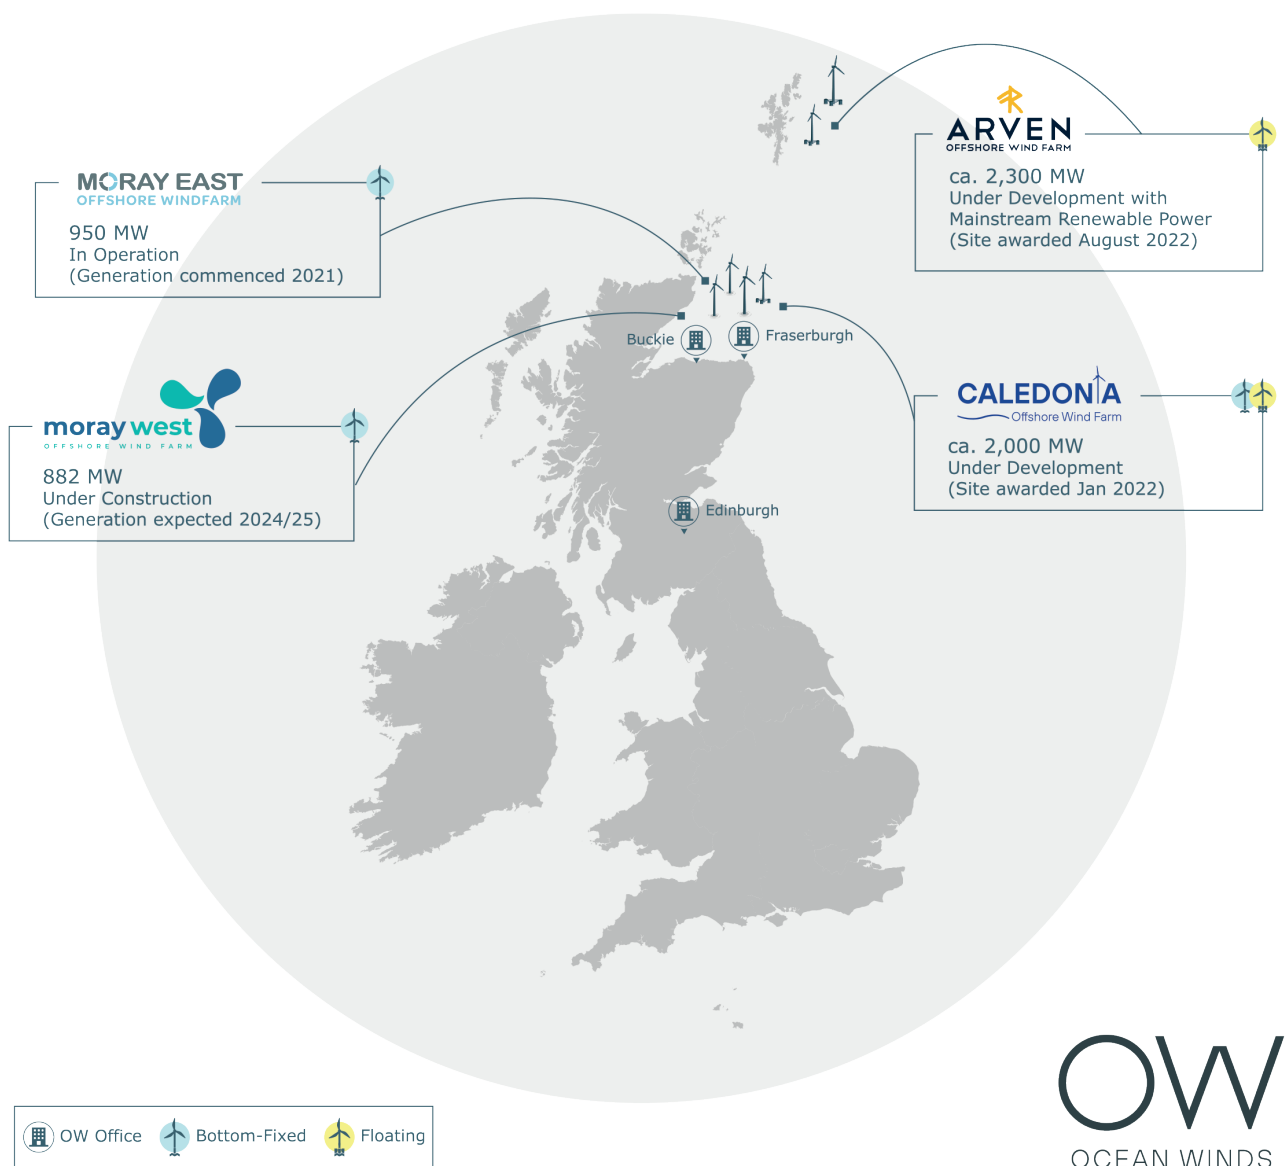 ARVEN
OFFSHORE WIND FARM
ca. 2,300 MW
Under Development with
Mainstream Renewable Power
(Site awarded August 2022)
MORAY EAST
OFFSHORE WINDFARM
950 MW
In Operation
(Generation commenced 2021)
Buckie
Fraserburgh
moray west
OFFSHORE WIND FARM
882 MW
Under Construction
(Generation expected 2024/25)
CALEDONIA
Offshore Wind Farm
ca. 2,000 MW
Under Development
(Site awarded Jan 2022)
Edinburgh
OW Office
Bottom-Fixed
Floating
OW
OCEAN WINDS